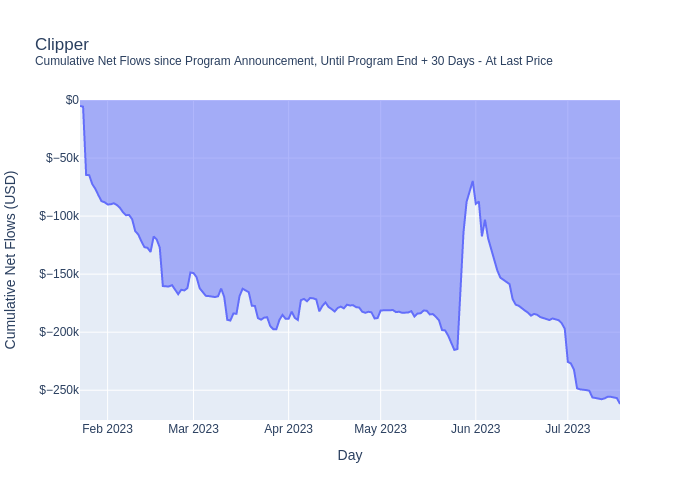 Clipper
Cumulative Net Flows since Program Announcement, Until Program End + 30 Days - At Last Price
Cumulative Net Flows (USD)
$0
$−50k
$−100k
$−150k
$−200k
$−250k
Feb 2023
Mar 2023
Apr 2023
May 2023
Jun 2023
Jul 2023
Day